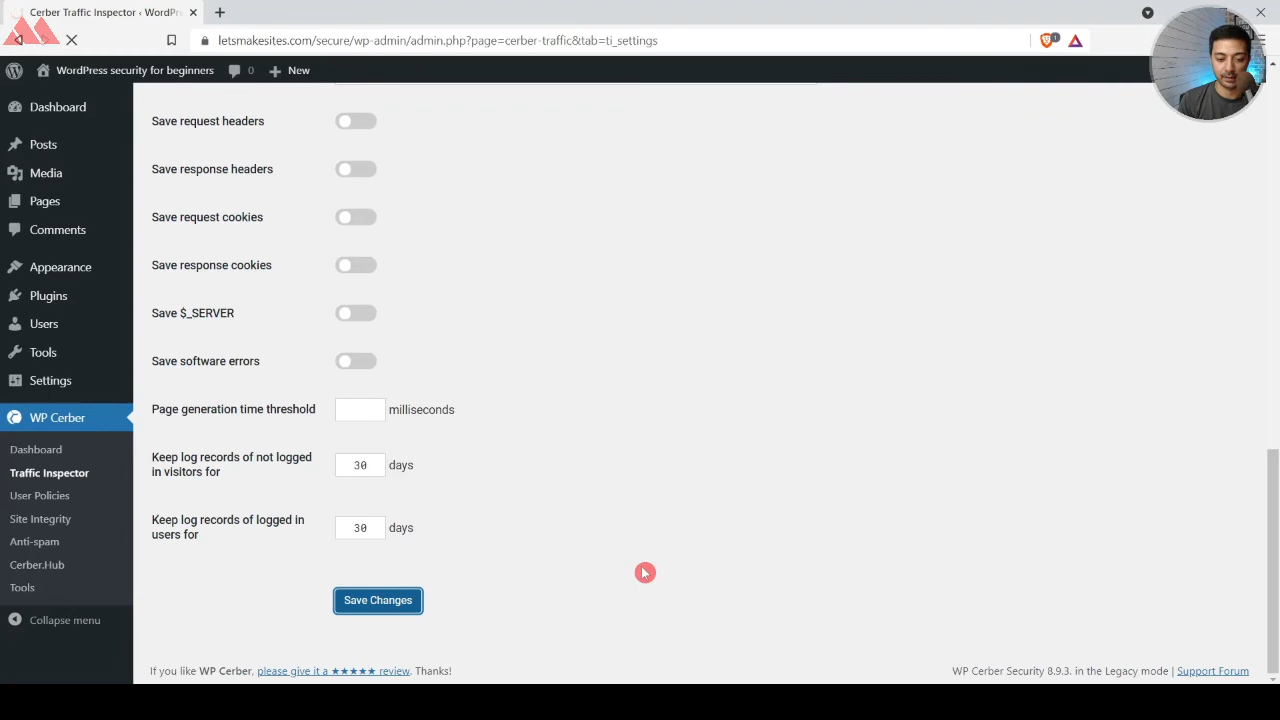 Cerber Traffic Inspector ‹ WordPr
letsmakesites.com/secure/wp-admin/admin.php?page=cerber-traffic&tab=ti_settings
1
WordPress security for beginners
0
New
Dashboard
Posts
Media
Pages
Comments
Appearance
Plugins
Users
Tools
Settings
WP Cerber
Dashboard
Traffic Inspector
User Policies
Site Integrity
Anti-spam
Cerber.Hub
Tools
Collapse menu
Save request headers
Save response headers
Save request cookies
Save response cookies
Save $_SERVER
Save software errors
Page generation time threshold
milliseconds
Keep log records of not logged
in visitors for
30 days
Keep log records of logged in
users for
30 days
Save Changes
If you like WP Cerber, please give it a ★★★★★ review. Thanks!
WP Cerber Security 8.9.3. in the Legacy mode | Support Forum